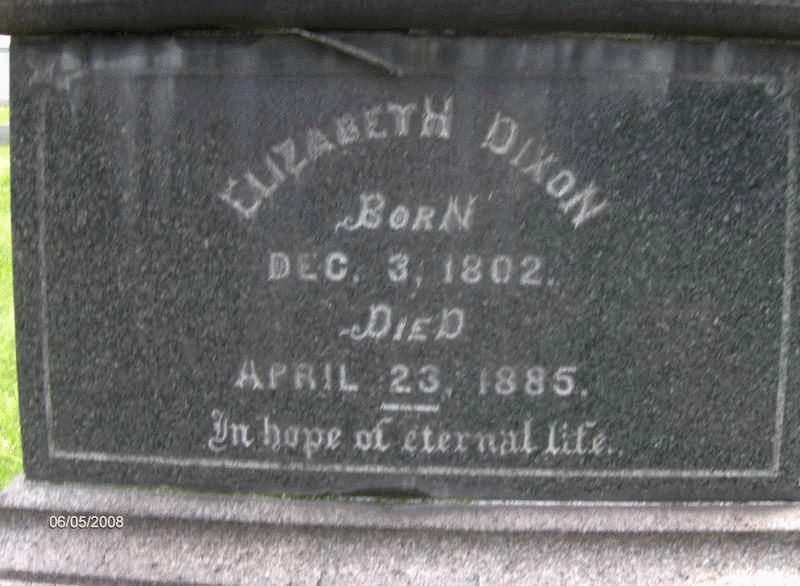 ELIZABETH DIXON
BORN
DEC. 3, 1802.
DIED
APRIL 23, 1885.
In hope of eternal life.
06/05/2008